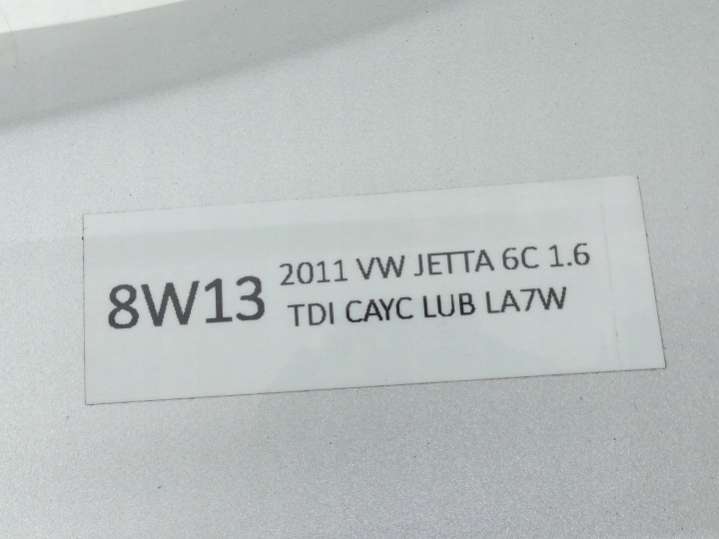 8W13
2011 VW JETTA 6C 1.6
TDI CAYC LUB LA7W